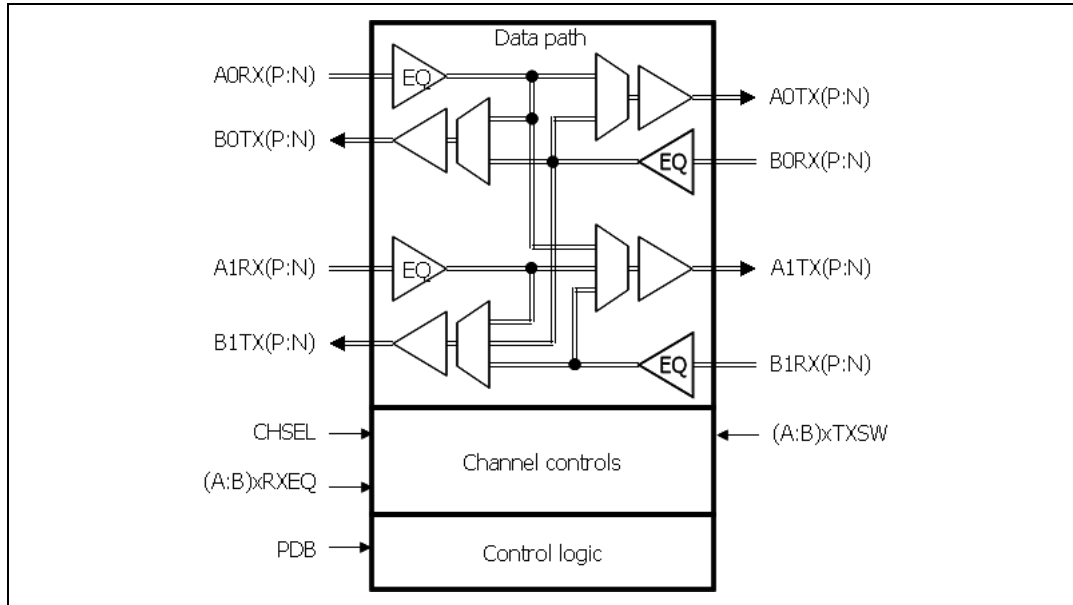 Data path
A0RX(P:N)
EQ
A0TX(P:N)
B0TX(P:N)
EQ
B0RX(P:N)
A1RX(P:N)
EQ
A1TX(P:N)
B1TX(P:N)
EQ
B1RX(P:N)
CHSEL
(A:B)xTXSW
Channel controls
(A:B)xRXEQ
PDB
Control logic